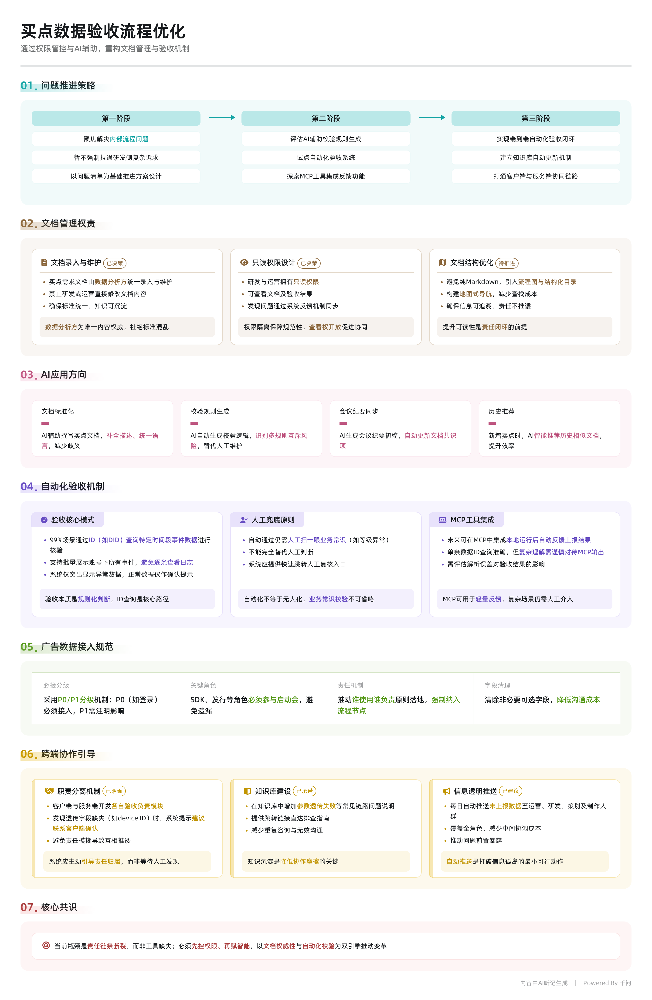 买点数据验收流程优化
通过权限管控与AI辅助，重构文档管理与验收机制
01. 问题推进策略
第一阶段
聚焦解决内部流程问题
暂不强制拉通研发侧复杂诉求
以问题清单为基础推进方案设计
第二阶段
评估AI辅助校验规则生成
试点自动化验收系统
探索MCP工具集成反馈功能
第三阶段
实现端到端自动化验收闭环
建立知识库自动更新机制
打通客户端与服务端协同链路
02. 文档管理权责
文档录入与维护 已决策
• 买点需求文档由数据分析方统一录入与维护
• 禁止研发或运营直接修改文档内容
• 确保标准统一、知识可沉淀
数据分析方为唯一内容权威，杜绝标准混乱
只读权限设计 已决策
• 研发与运营拥有只读权限
• 可查看文档及验收结果
• 发现问题通过系统反馈机制同步
权限隔离保障规范性，查看权开放促进协同
文档结构优化 待推进
• 避免纯Markdown，引入流程图与结构化目录
• 构建地图式导航，减少查找成本
• 确保信息可追溯、责任不推诿
提升可读性是责任闭环的前提
03. AI应用方向
文档标准化
AI辅助撰写买点文档，补全描述、统一语
言，减少歧义
校验规则生成
AI自动生成校验逻辑，识别多规则互斥风
险，替代人工维护
会议纪要同步
AI生成会议纪要初稿，自动更新文档共识
项
历史推荐
新增买点时，AI智能推荐历史相似文档，
提升效率
04. 自动化验收机制
验收核心模式
• 99%场景通过ID（如DID）查询特定时间段事件数据进行
核验
• 支持批量展示账号下所有事件，避免逐条查看日志
• 系统仅突出显示异常数据，正常数据仅作确认提示
验收本质是规则化判断，ID查询是核心路径
人工兜底原则
• 自动通过仍需人工扫一眼业务常识（如等级异常）
• 不能完全替代人工判断
• 系统应提供快速跳转人工复核入口
自动化不等于无人化，业务常识校验不可省略
MCP工具集成
• 未来可在MCP中集成本地运行后自动反馈上报结果
• 单条数据ID查询准确，但复杂理解需谨慎对待MCP输出
• 需评估解析误差对验收结果的影响
MCP可用于轻量反馈，复杂场景仍需人工介入
05. 广告数据接入规范
必接分级
采用P0/P1分级机制：P0（如登录）
必须接入，P1需注明影响
关键角色
SDK、发行等角色必须参与启动会，避
免遗漏
责任机制
推动谁使用谁负责原则落地，强制纳入
流程节点
字段清理
清除非必要可选字段，降低沟通成本
06. 跨端协作引导
职责分离机制 已明确
• 客户端与服务端开发各自验收负责模块
• 发现透传字段缺失（如device ID）时，系统提示建议
联系客户端确认
• 避免责任模糊导致互相推诿
系统应主动引导责任归属，而非等待人工发现
知识库建设 已承诺
• 在知识库中增加参数透传失败等常见链路问题说明
• 提供跳转链接直达排查指南
• 减少重复咨询与无效沟通
知识沉淀是降低协作摩擦的关键
信息透明推送 已建议
• 每日自动推送未上报数据至运营、研发、策划及制作人
群
• 覆盖全角色，减少中间协调成本
• 推动问题前置暴露
自动推送是打破信息孤岛的最小可行动作
07. 核心共识
当前瓶颈是责任链条断裂，而非工具缺失；必须先控权限、再赋智能，以文档权威性与自动化校验为双引擎推动变革
内容由AI听记生成 | Powered By 千问